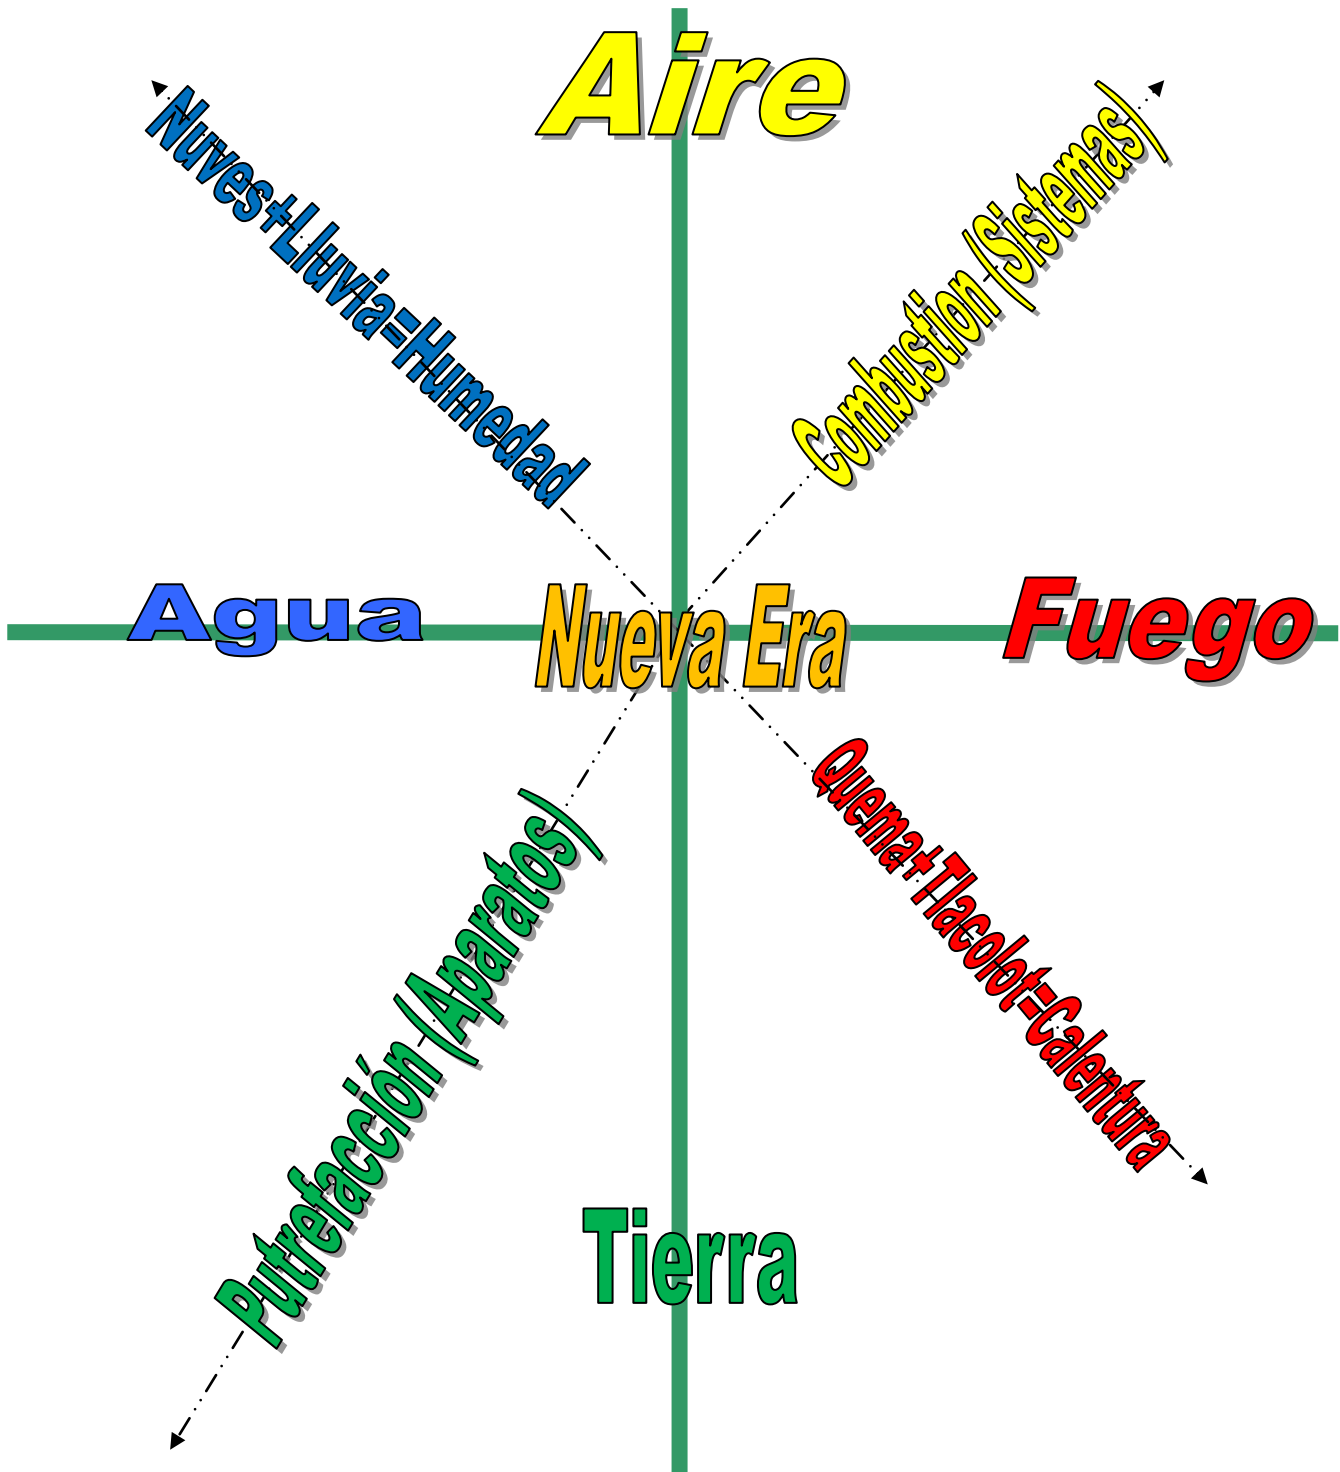 Aire
Nuves+Lluvia=Humedad
Combustion (Sistemas)
Agua
Nueva Era
Fuego
Quema+Tlacolot=Calentura
Putrefacción (Aparatos)
Tierra